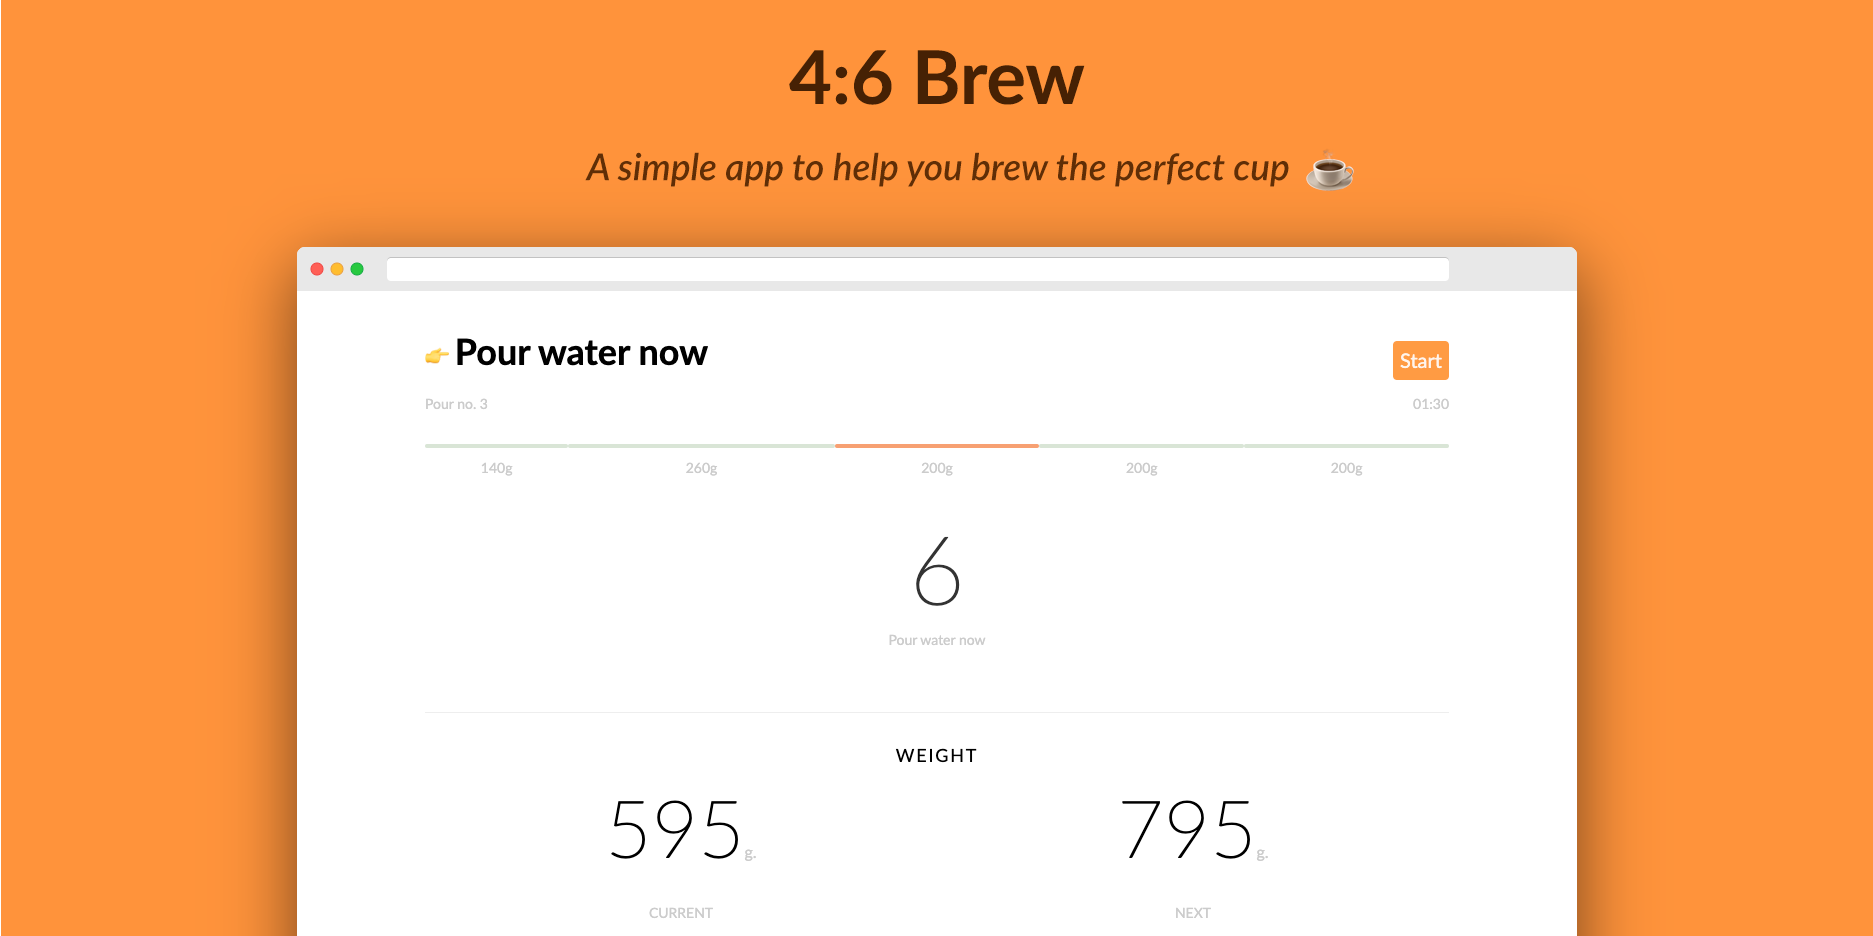 4:6 Brew
A simple app to help you brew the perfect cup ☕
👉 Pour water now
Start
Pour no. 3
01:30
140g 260g 200g 200g 200g
6
Pour water now
WEIGHT
595 g. 795 g.
CURRENT NEXT